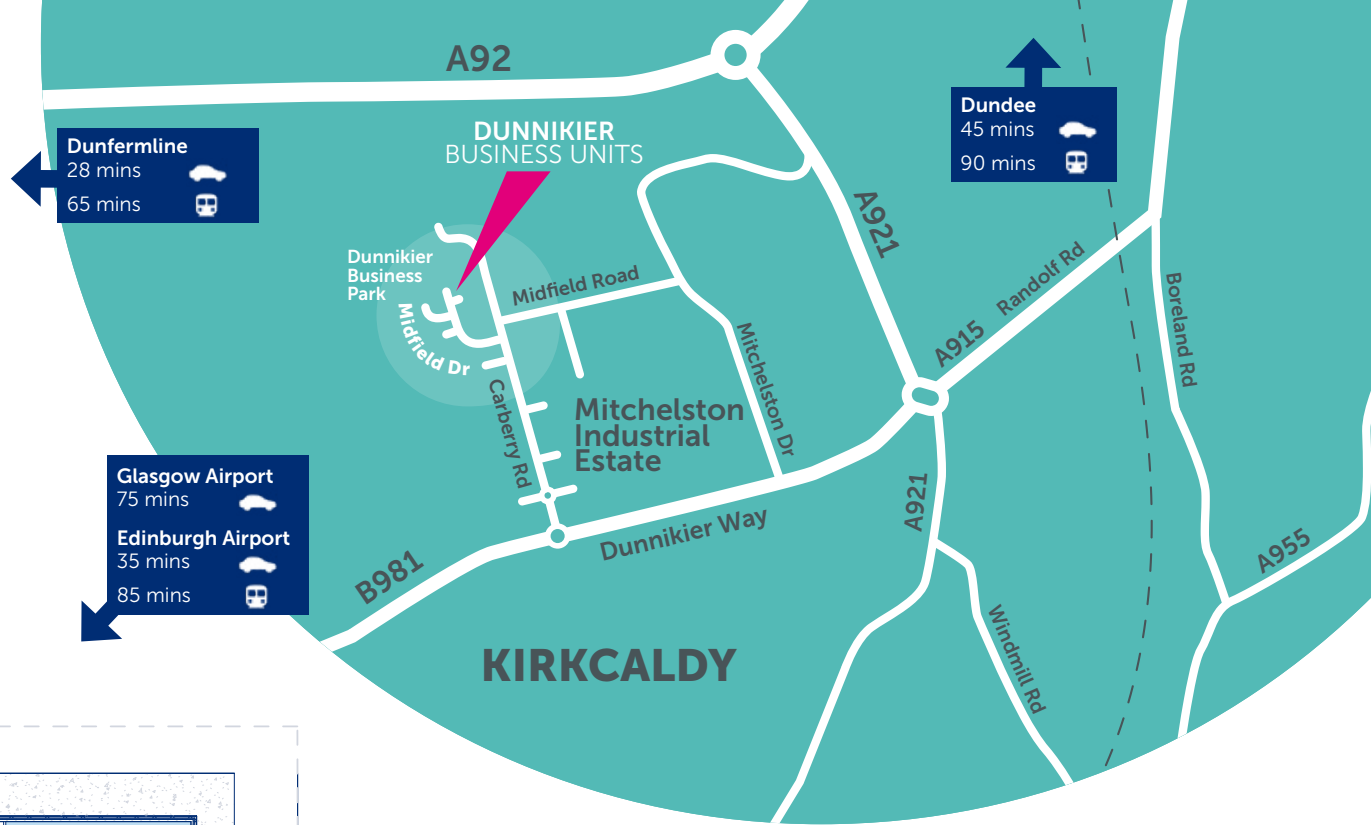 A92
DUNNIKIER
BUSINESS UNITS
Dundee
45 mins
90 mins
Dunfermline
28 mins
65 mins
A921
Randolf Rd
Dunnikier
Business
Park
Midfield Road
Boreland Rd
Midfield Dr
A915
Mitchelston Dr
Carberry Rd
Mitchelston
Industrial
Estate
Glasgow Airport
75 mins
Edinburgh Airport
35 mins
85 mins
A921
Dunnikier Way
A955
B981
Windmill Rd
KIRKCALDY